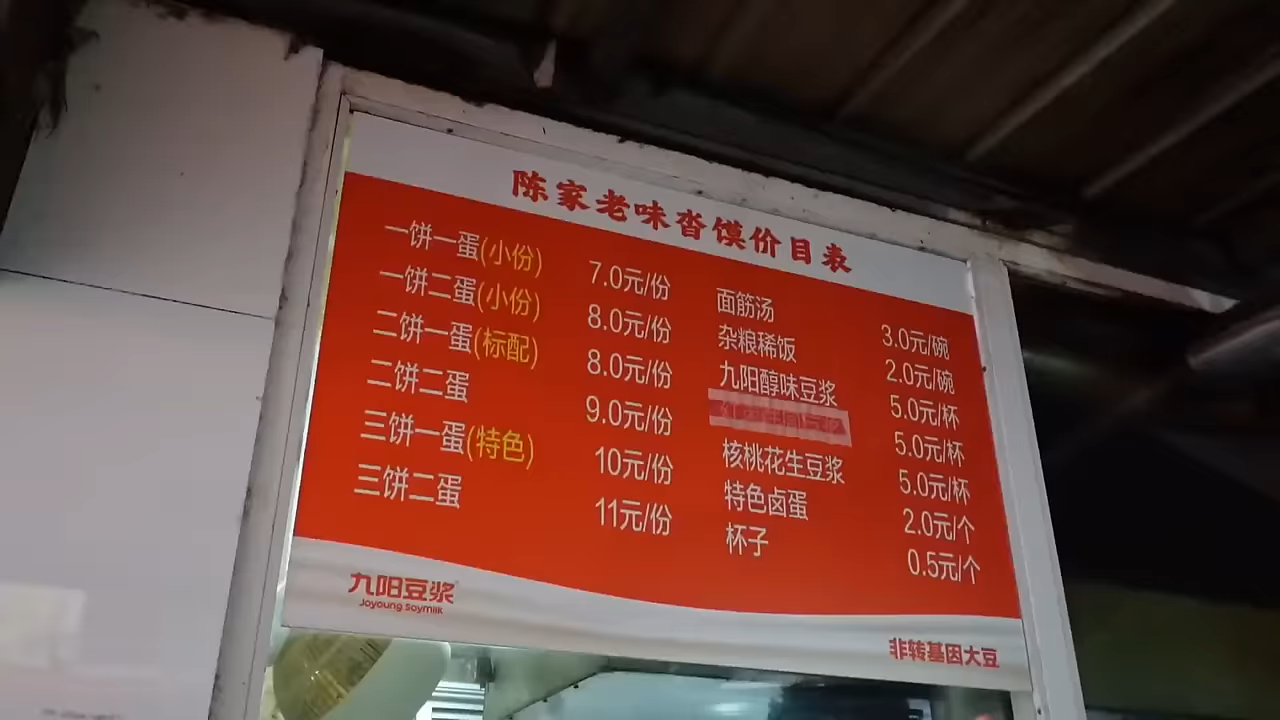 陈家老味沓馍价目表
一饼一蛋(小份) 7.0元/份
一饼二蛋(小份) 8.0元/份
二饼一蛋(标配) 8.0元/份
二饼二蛋 9.0元/份
三饼一蛋(特色) 10元/份
三饼二蛋 11元/份
面筋汤 3.0元/碗
杂粮稀饭 2.0元/碗
九阳醇味豆浆 5.0元/杯
5.0元/杯
核桃花生豆浆 5.0元/杯
特色卤蛋 2.0元/个
杯子 0.5元/个
九阳豆浆
Joyoung Soymilk
非转基因大豆